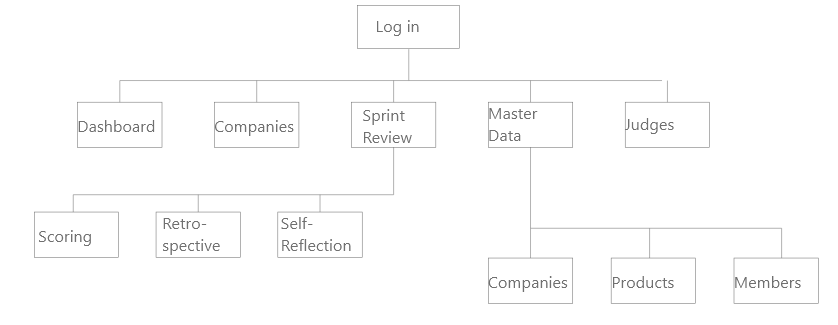 Log in
Dashboard
Companies
Sprint
Review
Master
Data
Judges
Scoring
Retro-
spective
Self-
Reflection
Companies
Products
Members